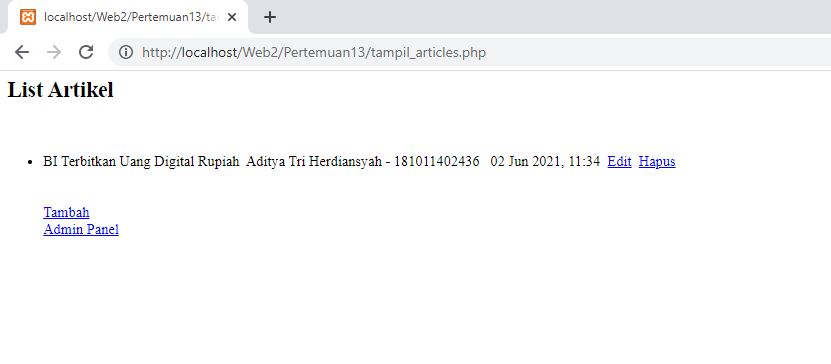 localhost/Web2/Pertemuan13/ta
http://localhost/Web2/Pertemuan13/tampil_articles.php
List Artikel
BI Terbitkan Uang Digital Rupiah Aditya Tri Herdiansyah - 181011402436 02 Jun 2021, 11:34 Edit Hapus
Tambah
Admin Panel